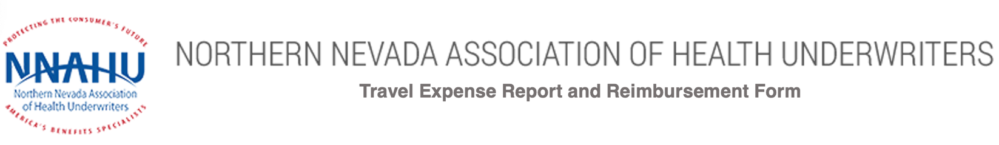 PROTECTING THE CONSUMER'S FUTURE
NNAHU
Northern Nevada Association
of Health Underwriters
AMERICA'S BENEFITS SPECIALISTS
NORTHERN NEVADA ASSOCIATION OF HEALTH UNDERWRITERS
Travel Expense Report and Reimbursement Form